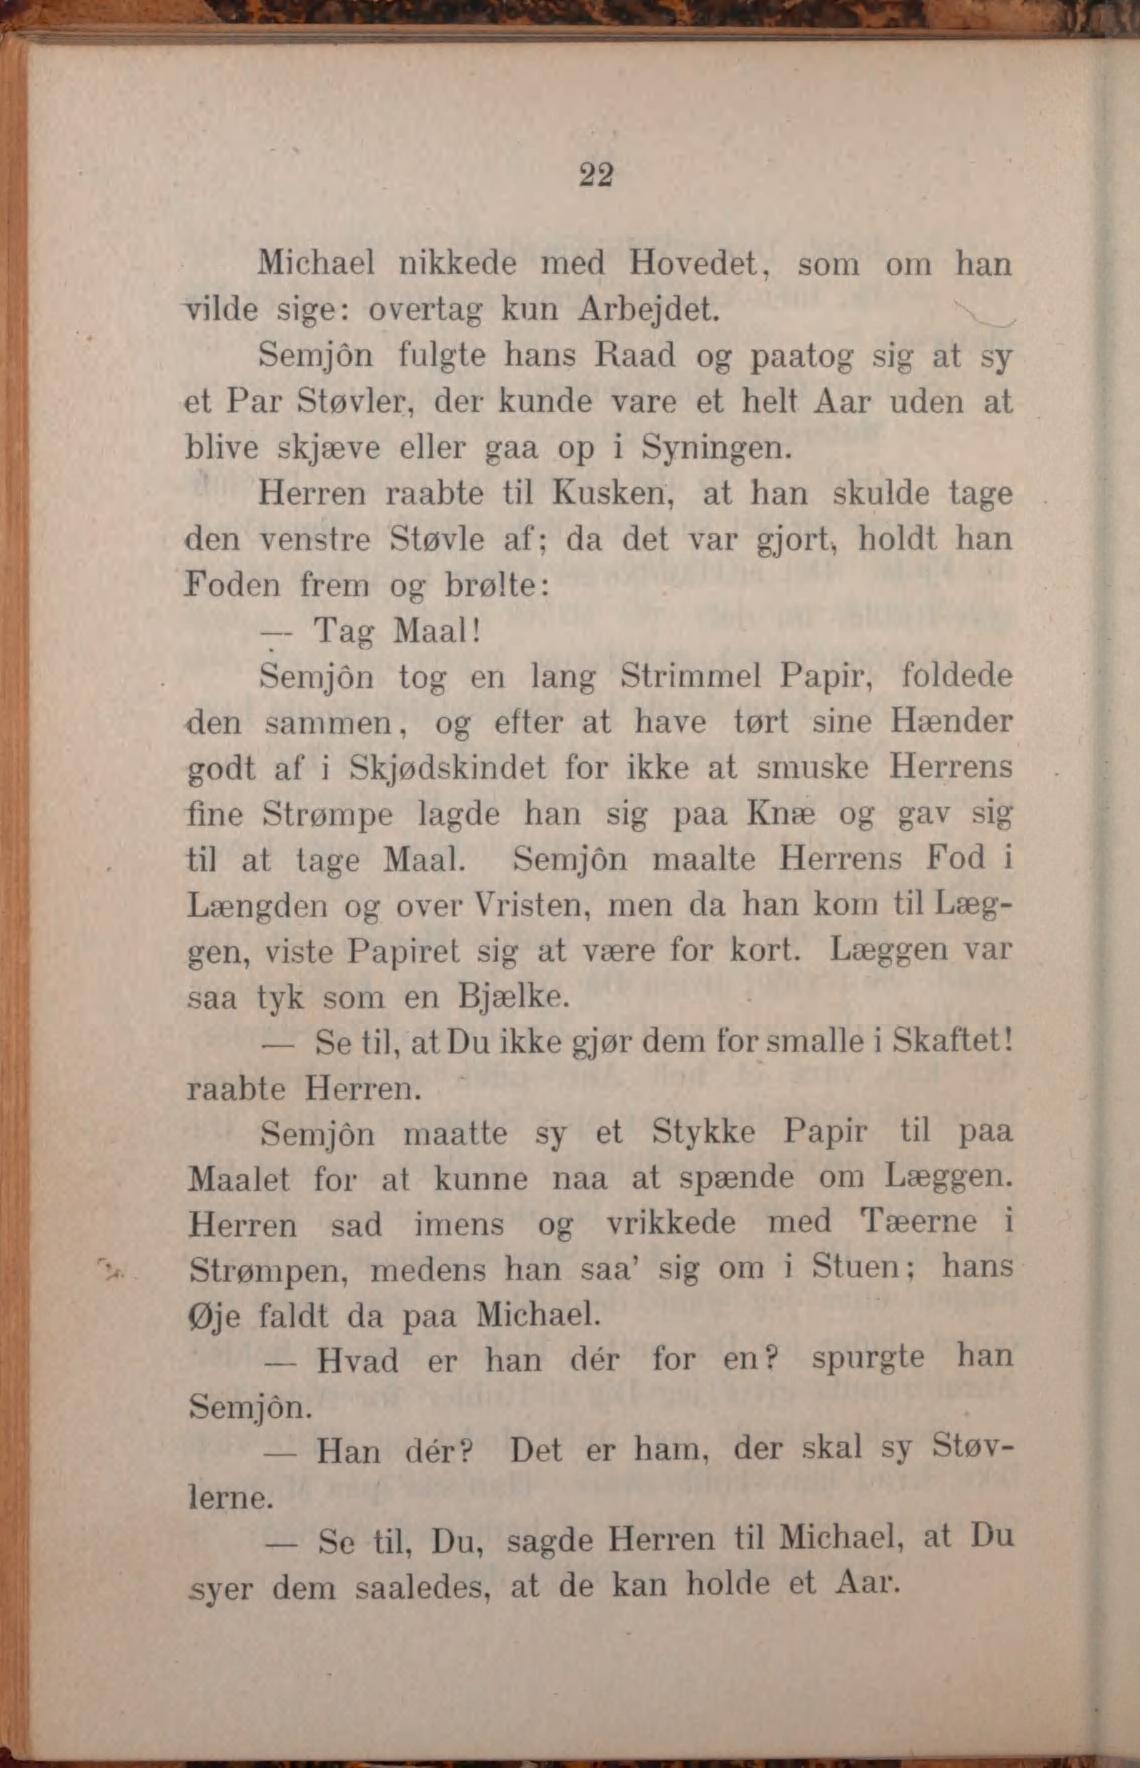 22
Michael nikkede med Hovedet, som om han
vilde sige: overtag kun Arbejdet.
Semjôn fulgte hans Raad og paatog sig at sy
et Par Støvler, der kunde vare et helt Aar uden at
blive skjæve eller gaa op i Syningen.
Herren raabte til Kusken, at han skulde tage
den venstre Støvle af; da det var gjort, holdt han
Foden frem og brølte:
— Tag Maal!
Semjôn tog en lang Strimmel Papir, foldede
den sammen, og efter at have tørt sine Hænder
godt af i Skjødskindet for ikke at smuske Herrens
fine Strømpe lagde han sig paa Knæ og gav sig
til at tage Maal. Semjôn maalte Herrens Fod i
Længden og over Vristen, men da han kom til Læg-
gen, viste Papiret sig at være for kort. Læggen var
saa tyk som en Bjælke.
— Se til, at Du ikke gjør dem for smalle i Skaftet!
raabte Herren.
Semjôn maatte sy et Stykke Papir til paa
Maalet for at kunne naa at spænde om Læggen.
Herren sad imens og vrikkede med Tæerne i
Strømpen, medens han saa' sig om i Stuen; hans
Øje faldt da paa Michael.
— Hvad er han dér for en? spurgte han
Semjôn.
— Han dér? Det er ham, der skal sy Støv-
lerne.
— Se til, Du, sagde Herren til Michael, at Du
syer dem saaledes, at de kan holde et Aar.